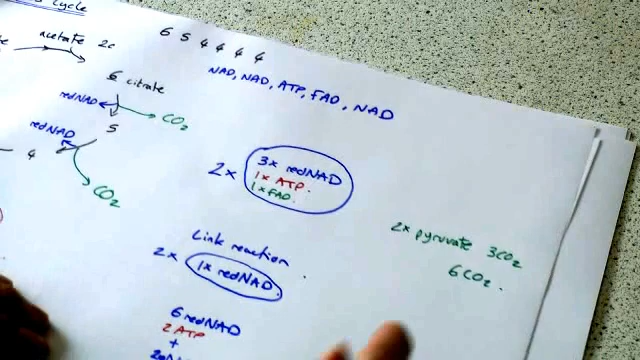 cycle
acetate 2c
6 5 4 4 4 4
NAD, NAD, ATP, FAD, NAD
6 citrate
redNAD
CO2
5
redNAD
4
CO2
2x
3x redNAD
1x ATP.
1x FAD.
2x pyruvate 3CO2
6CO2.
Link reaction
2x 1x redNAD.
6 redNAD
2 ATP
+